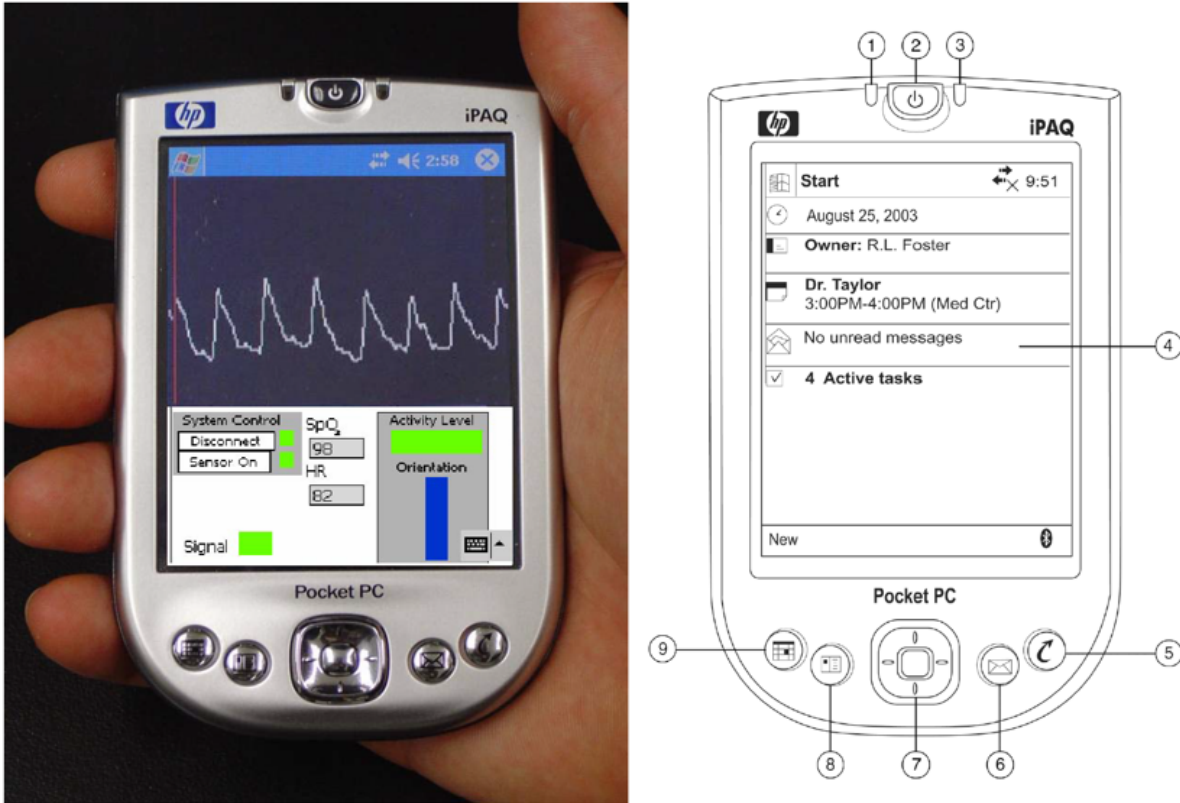 hp
iPAQ
2:58
System Control
Disconnect
Sensor On
SpO2
98
HR
82
Activity Level
Orientation
Signal
Pocket PC
1
2
3
hp
iPAQ
Start
9:51
August 25, 2003
Owner: R.L. Foster
Dr. Taylor
3:00PM-4:00PM (Med Ctr)
No unread messages
4
4 Active tasks
New
Pocket PC
9
5
8
7
6